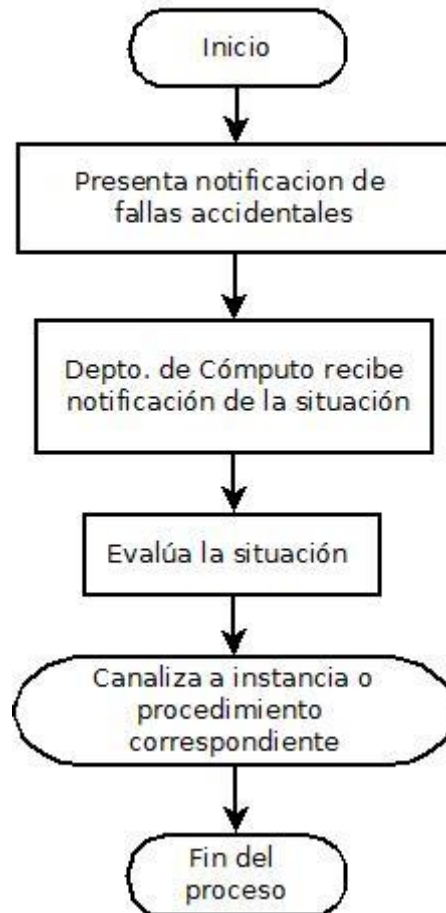 Inicio
Presenta notificacion de
fallas accidentales
Depto. de Cómputo recibe
notificación de la situación
Evalúa la situación
Canaliza a instancia o
procedimiento
correspondiente
Fin del
proceso